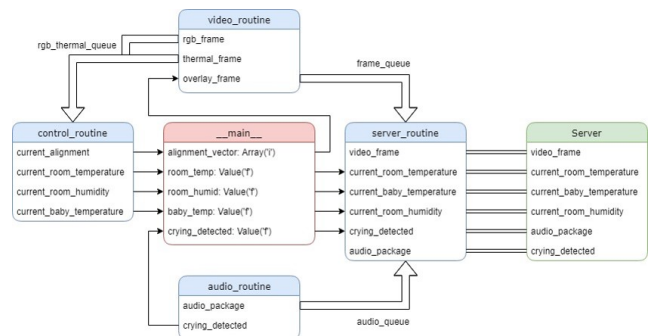 video_routine
rgb_frame
thermal_frame
overlay_frame
rgb_thermal_queue
frame_queue
control_routine
current_alignment
current_room_temperature
current_room_humidity
current_baby_temperature
__main__
alignment_vector: Array('i')
room_temp: Value('f')
room_humid: Value('f')
baby_temp: Value('f')
crying_detected: Value('f')
server_routine
video_frame
current_room_temperature
current_baby_temperature
current_room_humidity
crying_detected
audio_package
Server
video_frame
current_room_temperature
current_baby_temperature
current_room_humidity
audio_package
crying_detected
audio_routine
audio_package
crying_detected
audio_queue